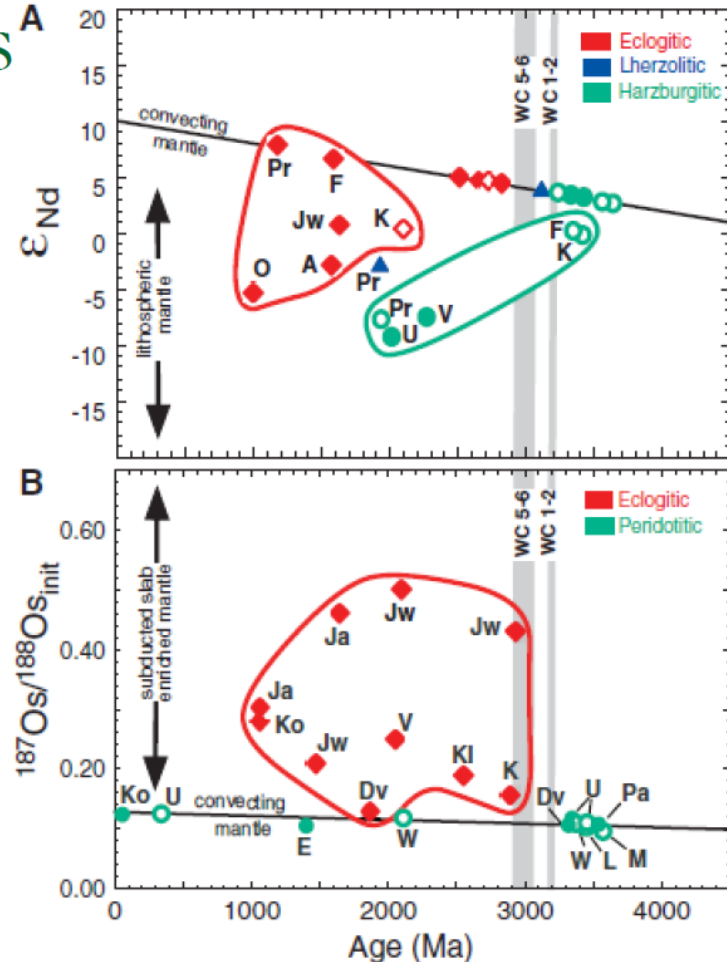 S
A
20
15
10
5
0
-5
-10
-15
εNd
convecting
mantle
lithospheric
mantle
WC 5-6
WC 1-2
Eclogitic
Lherzolitic
Harzburgitic
Pr
F
Jw
K
O
A
Pr
F
K
Pr
V
U
B
0.60
0.40
0.20
0.00
187Os/188Osinit
subducted slab
enriched mantle
WC 5-6
WC 1-2
Eclogitic
Peridotitic
Ja
Jw
Jw
Ja
Ko
Jw
V
Kl
K
Dv
Ko
U
convecting
mantle
E
W
Dv
U
Pa
W
L
M
0 1000 2000 3000 4000
Age (Ma)